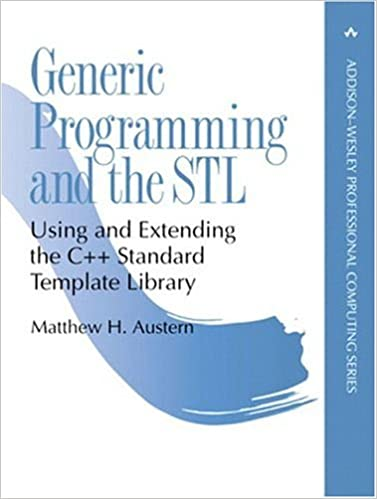 Generic
Programming
and the STL
Using and Extending
the C++ Standard
Template Library
Matthew H. Austern
ADDISON–WESLEY PROFESSIONAL COMPUTING SERIES